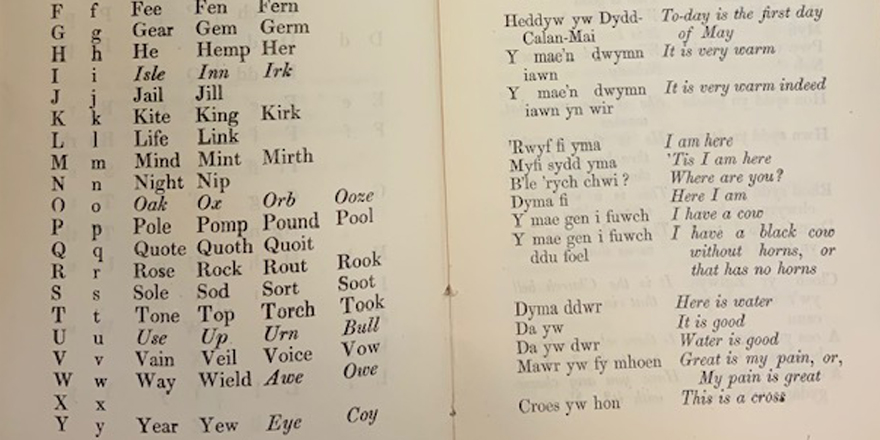 F f Fee Fen Fern
G g Gear Gem Germ
H h He Hemp Her
I i Isle Inn Irk
J j Jail Jill
K k Kite King Kirk
L l Life Link
M m Mind Mint Mirth
N n Night Nip
O o Oak Ox Orb Ooze
P p Pole Pomp Pound Pool
Q q Quote Quoth Quoit
R r Rose Rock Rout Rook
S s Sole Sod Sort Soot
T t Tone Top Torch Took
U u Use Up Urn Bull
V v Vain Veil Voice Vow
W w Way Wield Awe Owe
X x
Y y Year Yew Eye Coy
Heddyw yw Dydd- To-day is the first day
Calan-Mai of May
Y mae'n dwymn It is very warm
iawn
Y mae'n dwymn It is very warm indeed
iawn yn wir
'Rwyf fi yma I am here
Myfi sydd yma 'Tis I am here
B'le 'rych chwi? Where are you?
Dyma fi Here I am
Y mae gen i fuwch I have a cow
Y mae gen i fuwch I have a black cow
ddu foel without horns, or
that has no horns
Dyma ddwr Here is water
Da yw It is good
Da yw dwr Water is good
Mawr yw fy mhoen Great is my pain, or,
My pain is great
Croes yw hon This is a cross